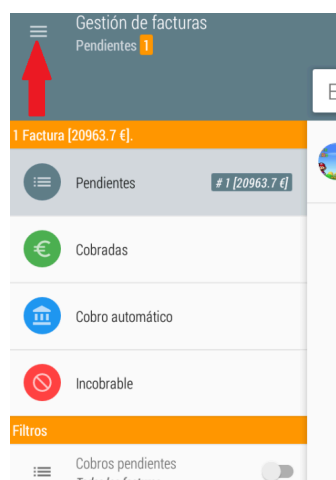 Gestión de facturas
Pendientes 1
1 Factura [20963.7 €].
Pendientes # 1 [20963.7 €]
Cobradas
Cobro automático
Incobrable
Filtros
Cobros pendientes